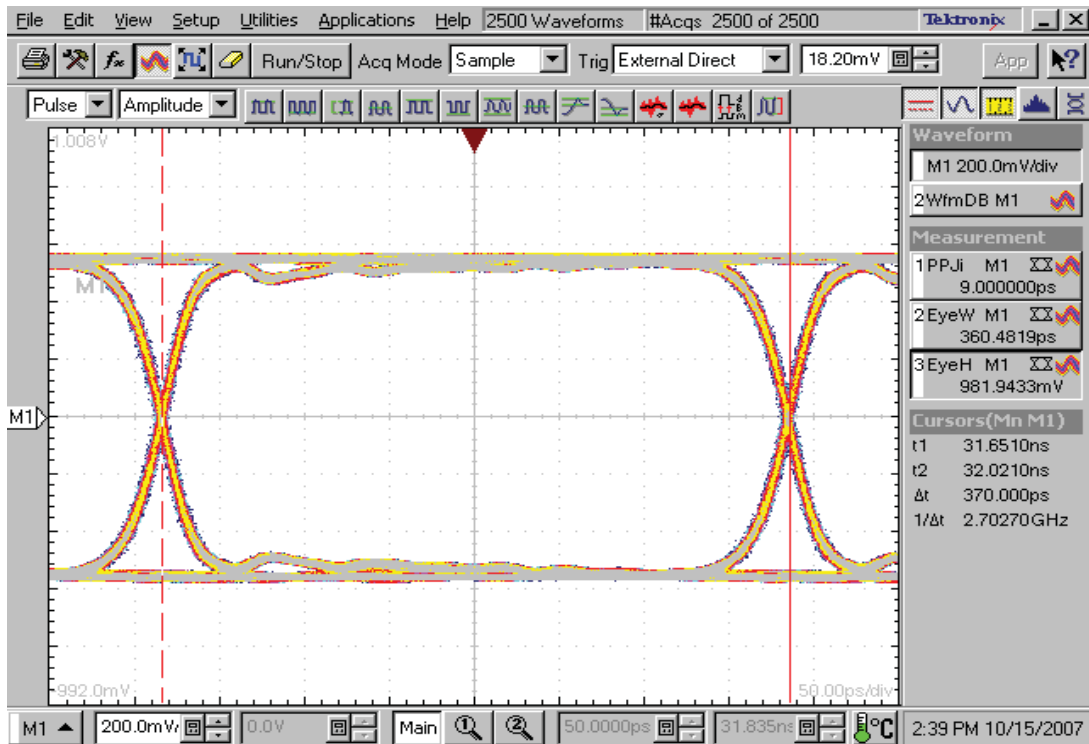 File Edit View Setup Utilities Applications Help 2500 Waveforms #Acqs 2500 of 2500 Tektronix
Run/Stop Acq Mode Sample Trig External Direct 18.20mV App
Pulse Amplitude
1.008V
M1
M1
-992.0mV
50.00ps/div
Waveform
M1 200.0mV/div
2WfmDB M1
Measurement
1PPJi M1
9.000000ps
2EyeW M1
360.4819ps
3EyeH M1
981.9433mV
Cursors(Mn M1)
t1 31.6510ns
t2 32.0210ns
Δt 370.000ps
1/Δt 2.70270GHz
M1 200.0mV/ 0.0V Main 50.0000ps 31.835ns °C 2:39 PM 10/15/2007